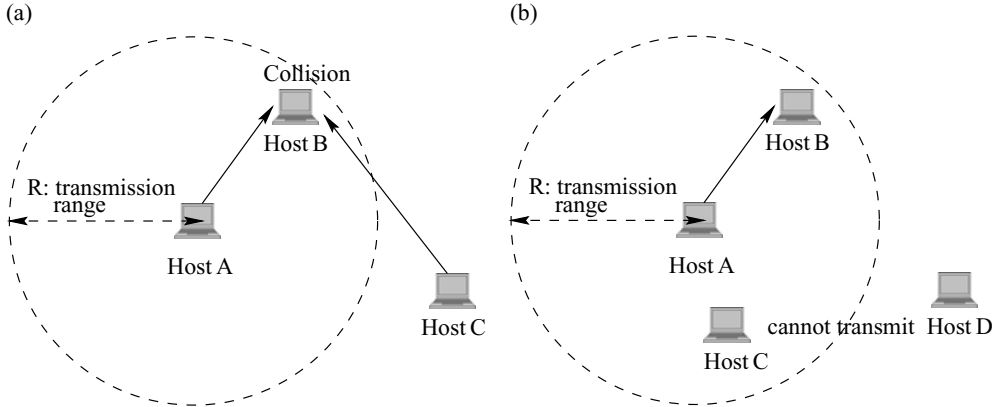 (a)
Collision
Host B
R: transmission
range
Host A
Host C
(b)
Host B
R: transmission
range
Host A
cannot transmit
Host D
Host C